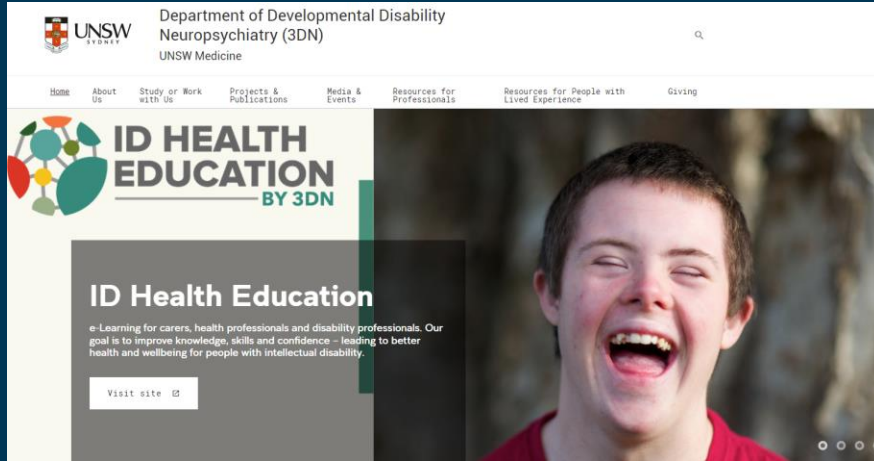 UNSW
SYDNEY
Department of Developmental Disability
Neuropsychiatry (3DN)
UNSW Medicine
Home
About
Us
Study or Work
with Us
Projects &
Publications
Media &
Events
Resources for
Professionals
Resources for People with
Lived Experience
Giving
ID HEALTH
EDUCATION
BY 3DN
ID Health Education
e-Learning for carers, health professionals and disability professionals. Our
goal is to improve knowledge, skills and confidence – leading to better
health and wellbeing for people with intellectual disability.
Visit site